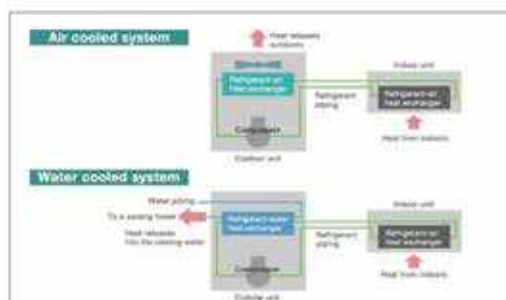 Air cooled system
Heat releases
outdoors
Refrigerant-air
heat exchanger
Compressor
Outdoor unit
Refrigerant
piping
Indoor unit
Refrigerant-air
heat exchanger
Heat from indoors
Water cooled system
Water piping
To a cooling tower
Heat releases
into the cooling water
Refrigerant-water
heat exchanger
Compressor
Outside unit
Refrigerant
piping
Indoor unit
Refrigerant-air
heat exchanger
Heat from indoors